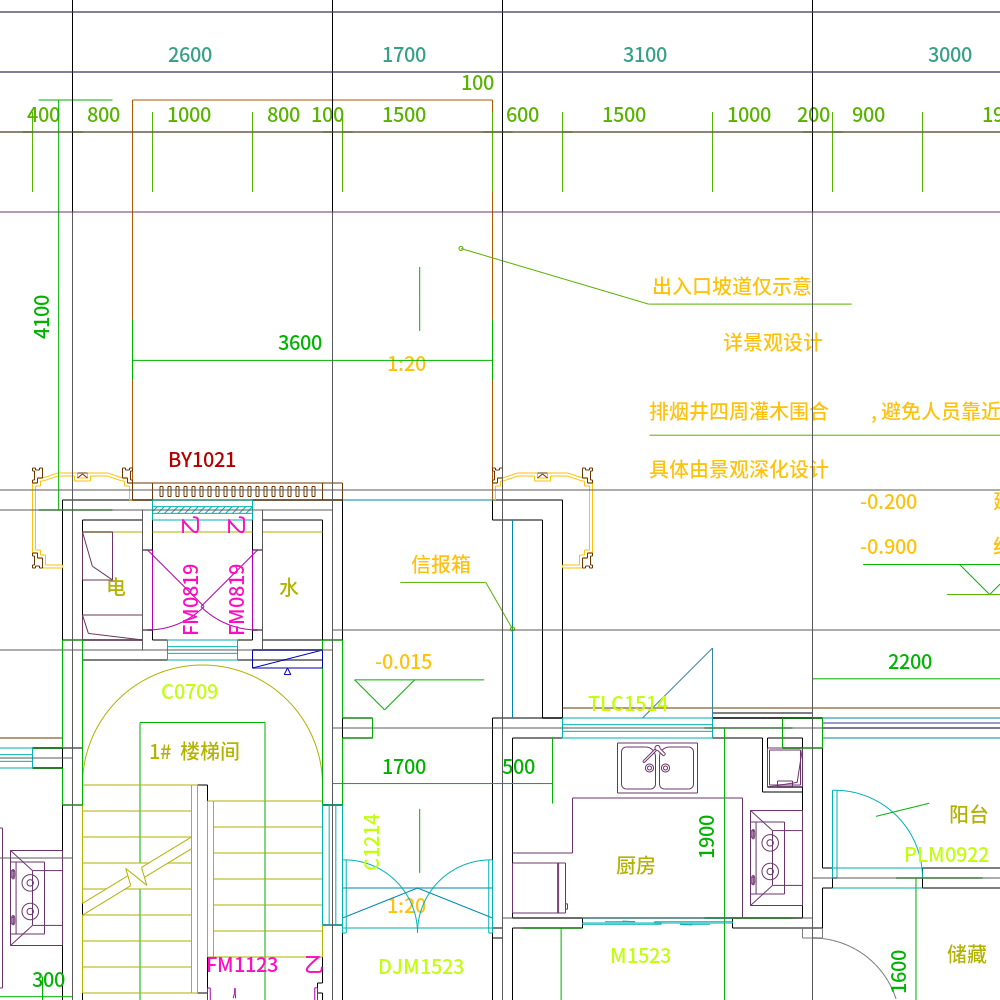 2600 1700 3100 3000
100
400 800 1000 800 100 1500 600 1500 1000 200 900
出入口坡道仅示意
4100
3600
详景观设计
1:20
排烟井四周灌木围合 ,避免人员靠近
BY1021
具体由景观深化设计
-0.200
乙 乙
-0.900
信报箱
电 FM0819 FM0819 水
-0.015
2200
C0709
TLC1514
1# 楼梯间
1700 500
C1214
1900
阳台
PLM0922
厨房
1:20
M1523
储藏
FM1123 乙
DJM1523
1600
300